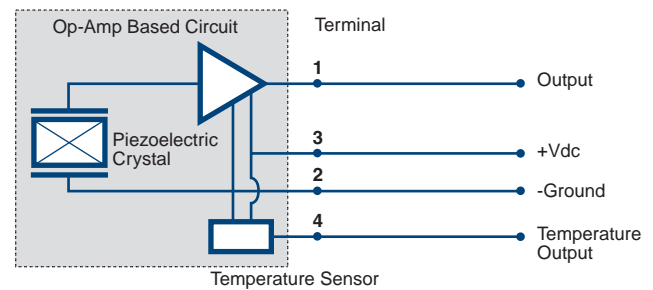 Op-Amp Based Circuit
Terminal
1
Output
Piezoelectric
Crystal
3
+Vdc
2
-Ground
4
Temperature
Output
Temperature Sensor